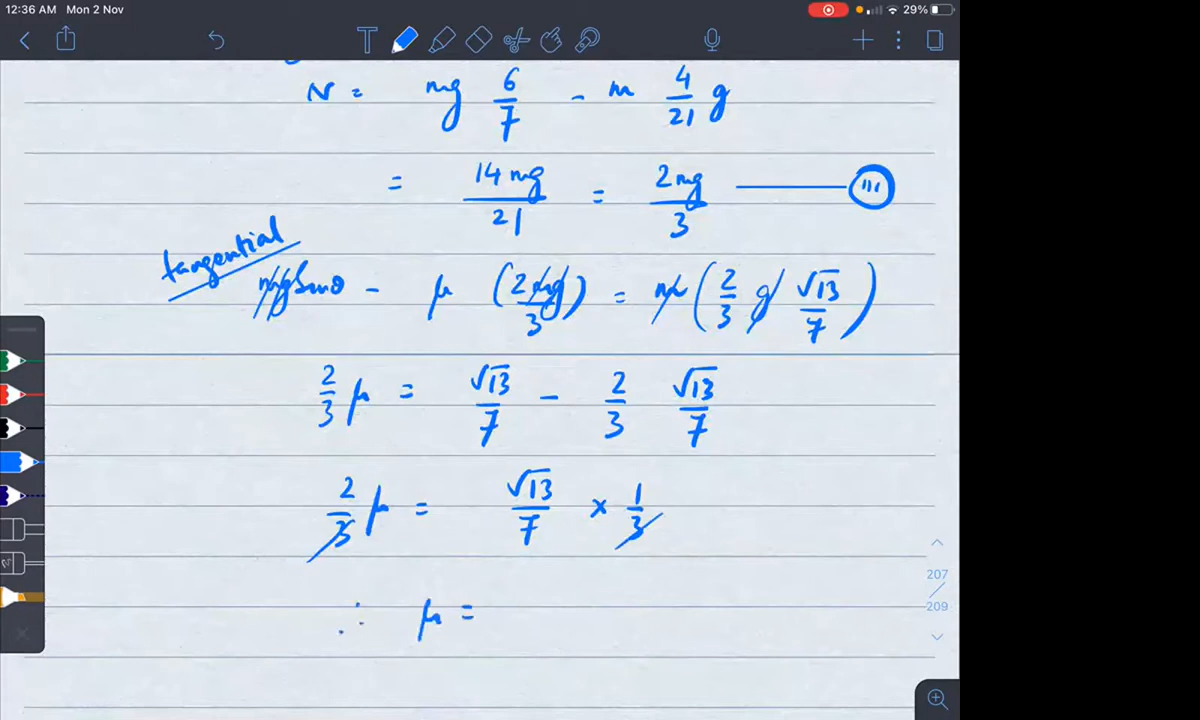 12:36 AM Mon 2 Nov 29%
N = mg 6/7 - m 4/21 g
= 14mg/21 = 2mg/3 — III
tangential
mg sinθ - μ (2mg/3) = m (2/3 g √13/7)
2/3 μ = √13/7 - 2/3 √13/7
2/3 μ = √13/7 × 1/3
∴ μ =
207
209